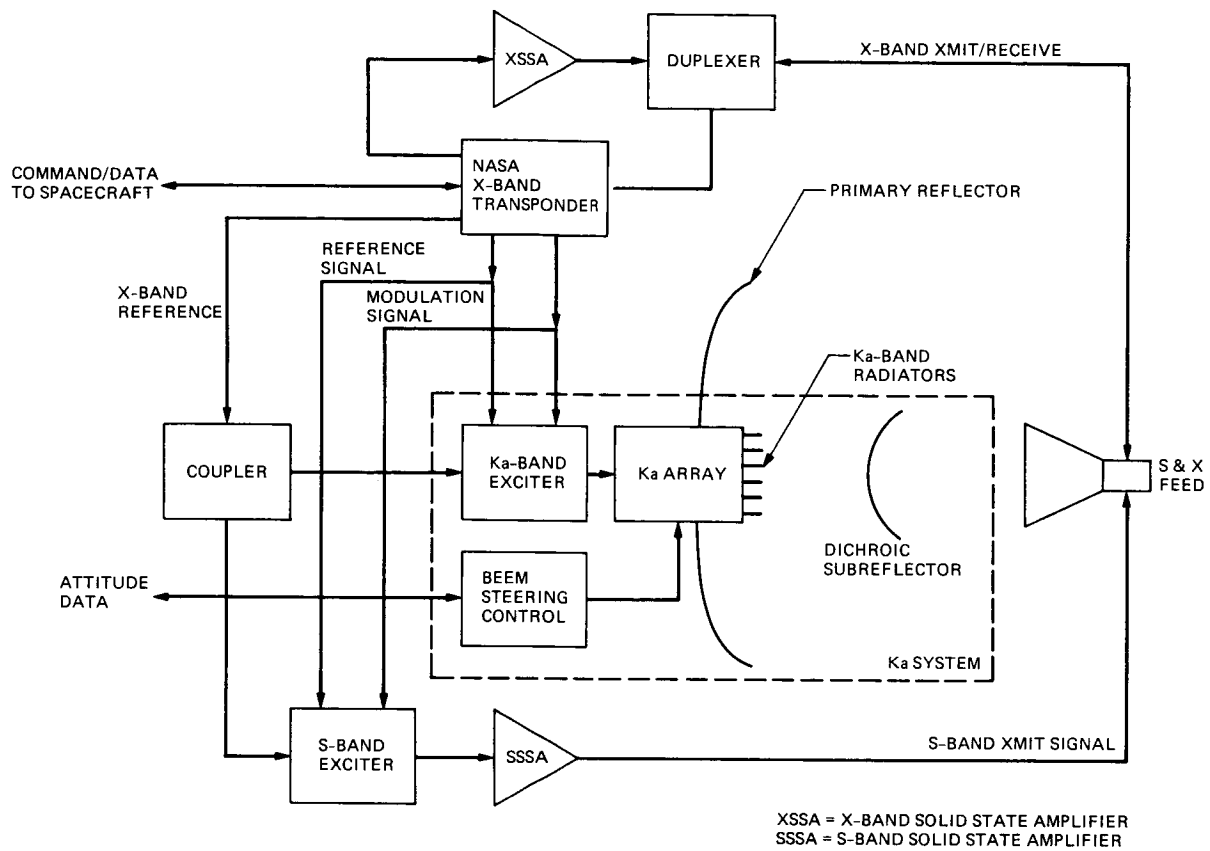 XSSA
DUPLEXER
X-BAND XMIT/RECEIVE
COMMAND/DATA
TO SPACECRAFT
NASA
X-BAND
TRANSPONDER
PRIMARY REFLECTOR
REFERENCE
SIGNAL
X-BAND
REFERENCE
MODULATION
SIGNAL
Ka-BAND
RADIATORS
COUPLER
Ka-BAND
EXCITER
Ka ARRAY
S & X
FEED
DICHROIC
SUBREFLECTOR
ATTITUDE
DATA
BEEM
STEERING
CONTROL
Ka SYSTEM
S-BAND
EXCITER
SSSA
S-BAND XMIT SIGNAL
XSSA = X-BAND SOLID STATE AMPLIFIER
SSSA = S-BAND SOLID STATE AMPLIFIER